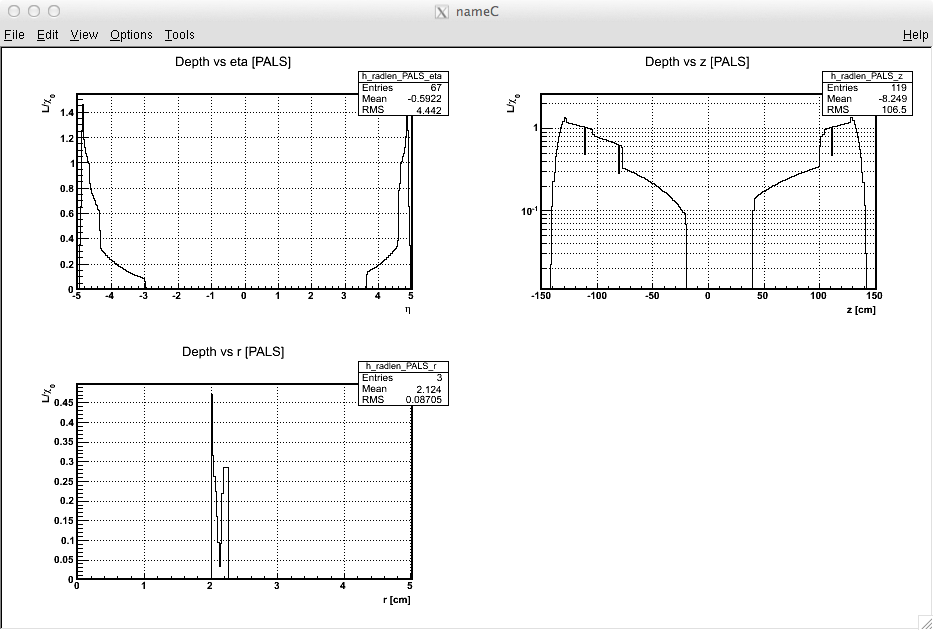 nameC
File Edit View Options Tools Help
Depth vs eta [PALS]
h_radlen_PALS_eta
Entries 67
Mean -0.5922
RMS 4.442
L/χ0
1.4
1.2
1
0.8
0.6
0.4
0.2
0
-5 -4 -3 -2 -1 0 1 2 3 4 5
η
Depth vs z [PALS]
h_radlen_PALS_z
Entries 119
Mean -8.249
RMS 106.5
L/χ0
1
10-1
-150 -100 -50 0 50 100 150
z [cm]
Depth vs r [PALS]
h_radlen_PALS_r
Entries 3
Mean 2.124
RMS 0.08705
L/χ0
0.45
0.4
0.35
0.3
0.25
0.2
0.15
0.1
0.05
0
0 1 2 3 4 5
r [cm]